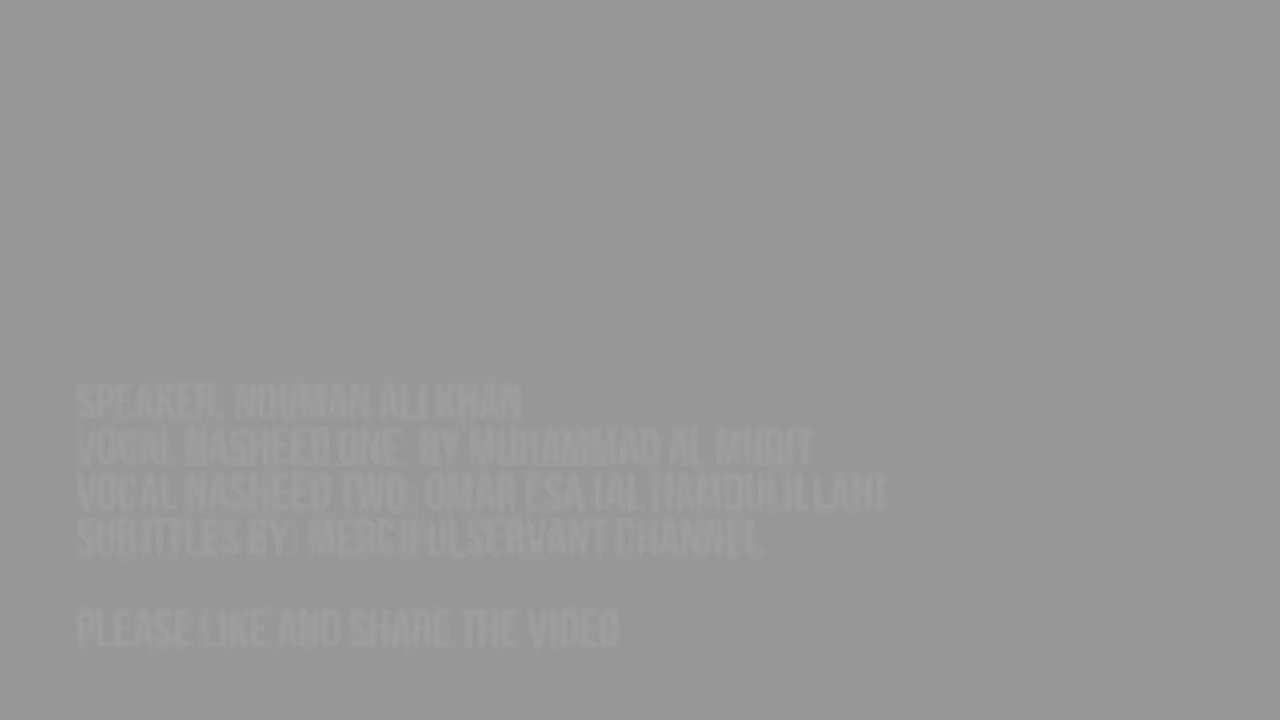 SPEAKER: NOUMAN ALI KHAN
VOCAL NASHEED ONE: BY MUHAMMAD AL MUQIT
VOCAL NASHEED TWO: OMAR ESA (AL HAMDULILLAH)
SUBTITLES BY: MERCIFULSERVANT CHANNEL
PLEASE LIKE AND SHARE THE VIDEO